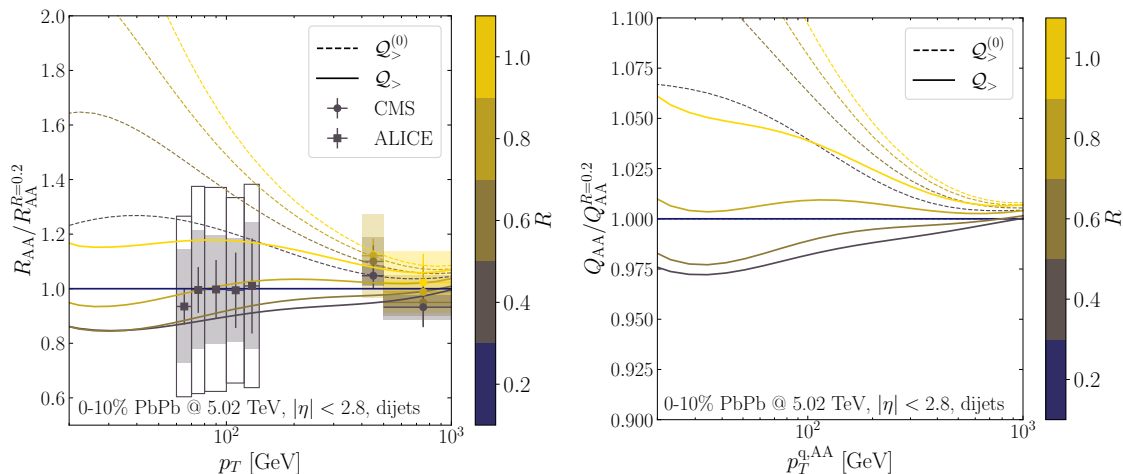 2.0
1.8
1.6
1.4
1.2
1.0
0.8
0.6
R_AA/R_AA^{R=0.2}
Q_>^{(0)}
Q_>
CMS
ALICE
0-10% PbPb @ 5.02 TeV, |η| < 2.8, dijets
10^2
10^3
p_T [GeV]
1.0
0.8
0.6
0.4
0.2
R
1.100
1.075
1.050
1.025
1.000
0.975
0.950
0.925
0.900
Q_AA/Q_AA^{R=0.2}
Q_>^{(0)}
Q_>
0-10% PbPb @ 5.02 TeV, |η| < 2.8, dijets
10^2
10^3
p_T^{q,AA} [GeV]
1.0
0.8
0.6
0.4
0.2
R